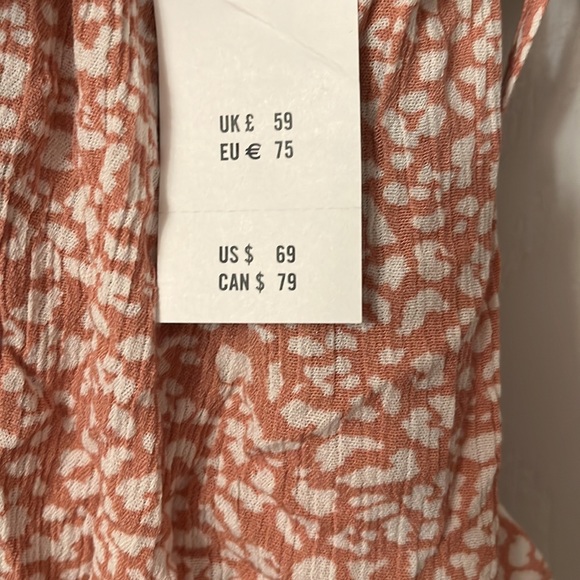 UK £ 59
EU € 75
US $ 69
CAN $ 79